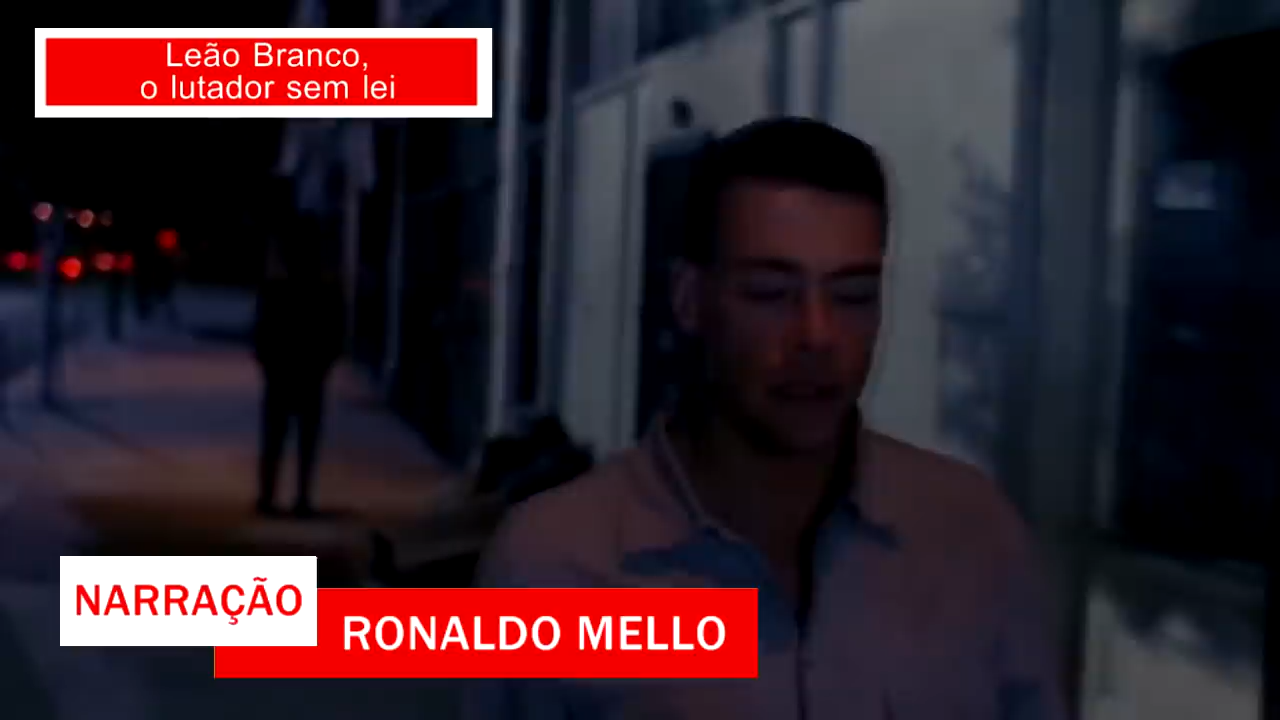 Leão Branco,
o lutador sem lei
NARRAÇÃO
RONALDO MELLO